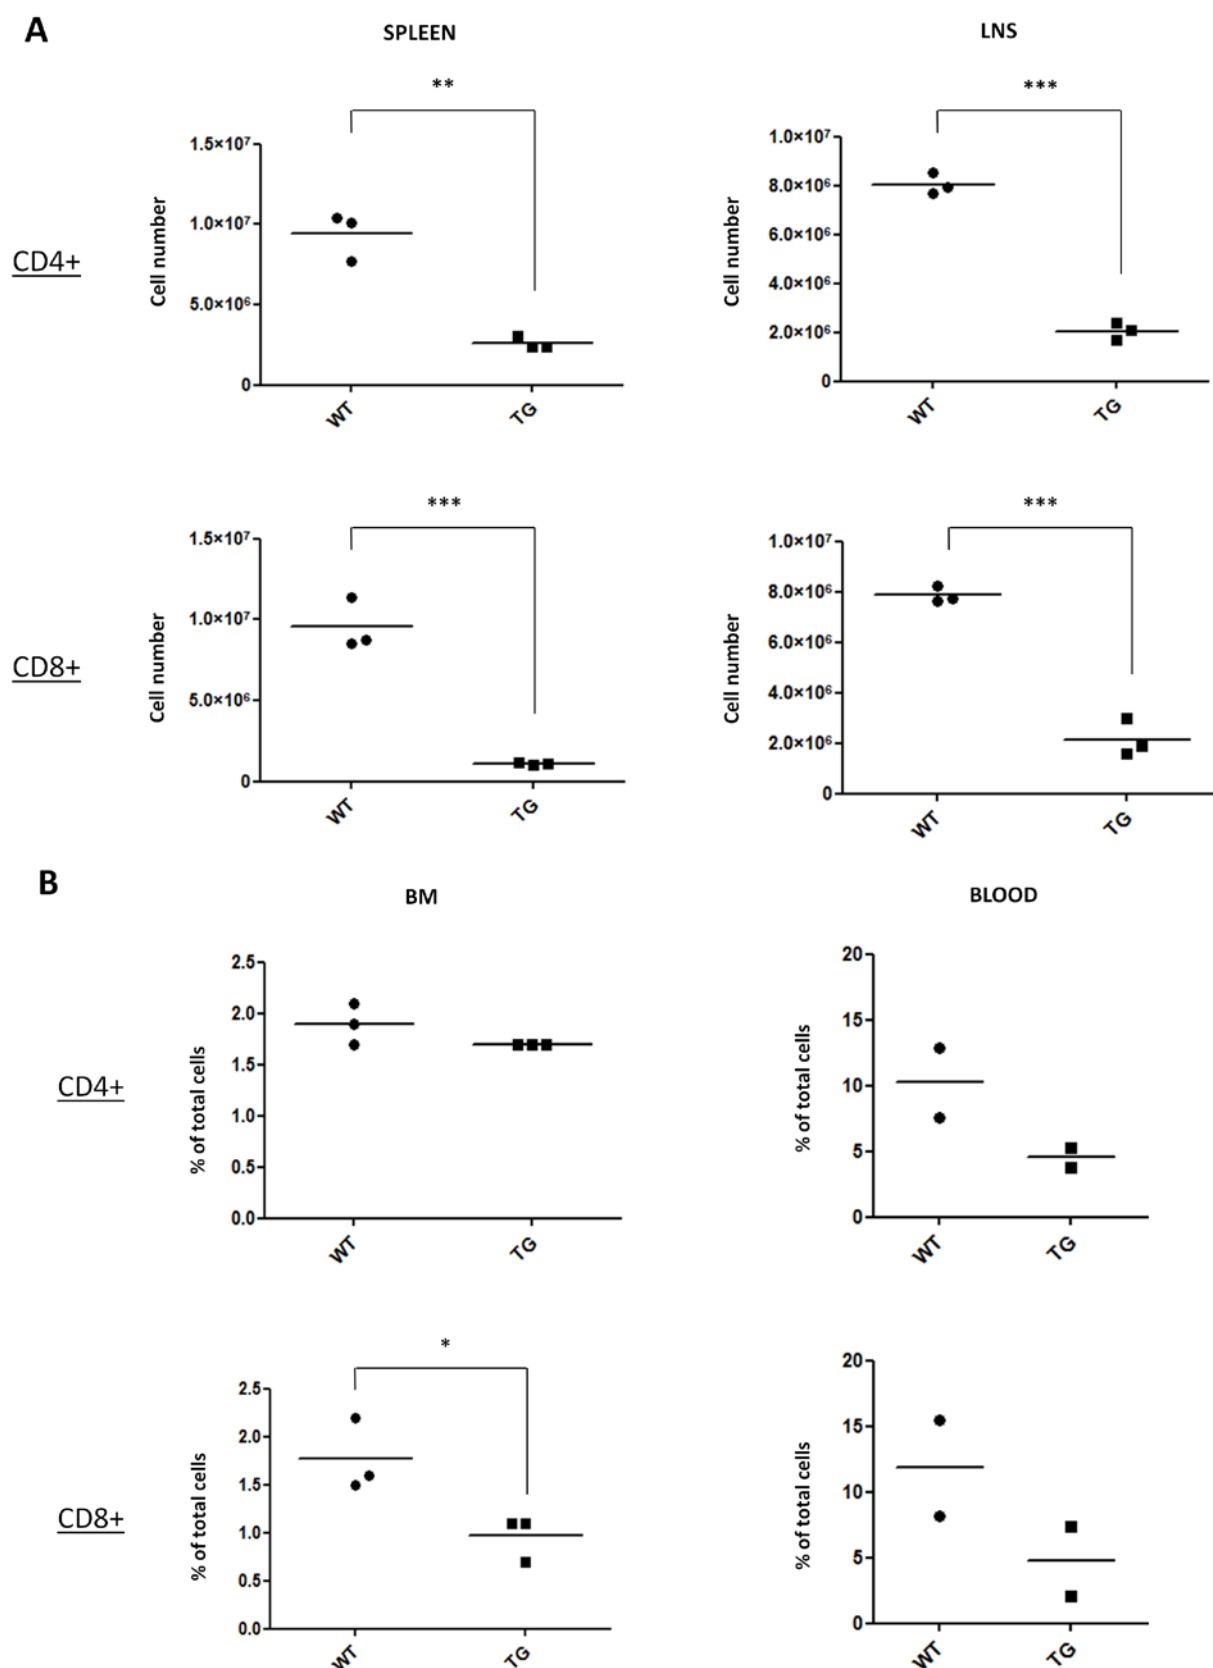 A
SPLEEN
LNS
**
***
CD4+
Cell number
1.5×10⁷
1.0×10⁷
5.0×10⁶
0
WT
TG
Cell number
1.0×10⁷
8.0×10⁶
6.0×10⁶
4.0×10⁶
2.0×10⁶
0
WT
TG
***
***
CD8+
Cell number
1.5×10⁷
1.0×10⁷
5.0×10⁶
0
WT
TG
Cell number
1.0×10⁷
8.0×10⁶
6.0×10⁶
4.0×10⁶
2.0×10⁶
0
WT
TG
B
BM
BLOOD
CD4+
% of total cells
2.5
2.0
1.5
1.0
0.5
0.0
WT
TG
% of total cells
20
15
10
5
0
WT
TG
*
CD8+
% of total cells
2.5
2.0
1.5
1.0
0.5
0.0
WT
TG
% of total cells
20
15
10
5
0
WT
TG